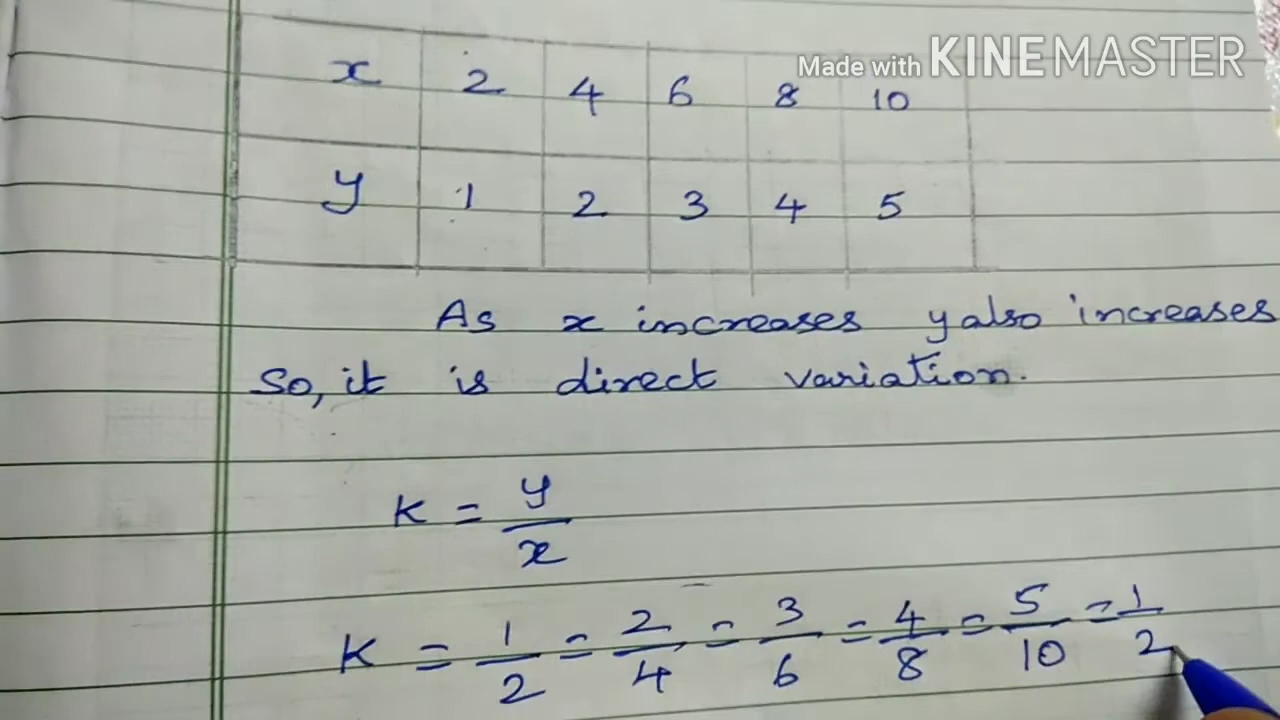 Made with KINEMASTER
x 2 4 6 8 10
y 1 2 3 4 5
As x increases y also increases
So, it is direct variation.
K = y/x
K = 1/2 = 2/4 = 3/6 = 4/8 = 5/10 = 1/2